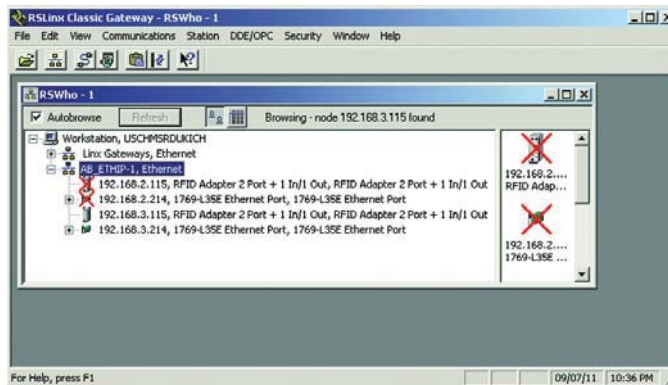 RSLinx Classic Gateway - RSWho - 1
File Edit View Communications Station DDE/OPC Security Window Help
RSWho - 1
Autobrowse Refresh Browsing - node 192.168.3.115 found
Workstation, USCHMSRDUKICH
Linx Gateways, Ethernet
AB_ETHIP-1, Ethernet
192.168.2.115, RFID Adapter 2 Port + 1 In/1 Out, RFID Adapter 2 Port + 1 In/1 Out
192.168.2.214, 1769-L35E Ethernet Port, 1769-L35E Ethernet Port
192.168.3.115, RFID Adapter 2 Port + 1 In/1 Out, RFID Adapter 2 Port + 1 In/1 Out
192.168.3.214, 1769-L35E Ethernet Port, 1769-L35E Ethernet Port
192.168.2....
RFID Adap...
192.168.2....
1769-L35E ...
For Help, press F1
09/07/11 10:36 PM